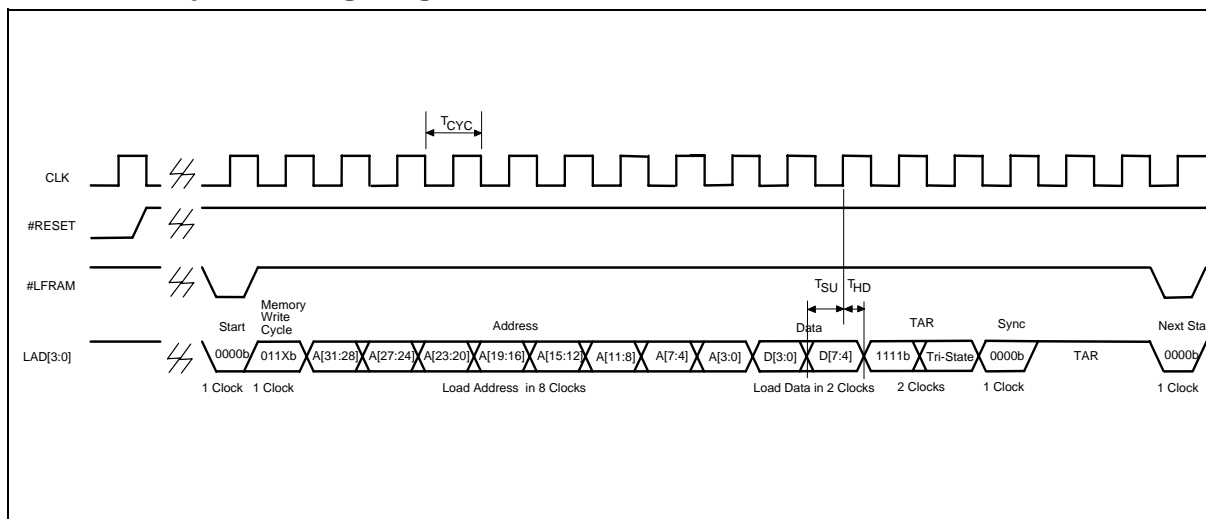 TCYC
CLK
#RESET
#LFRAM
TSU THD
Start
Memory
Write
Cycle
Address
Data
TAR
Sync
LAD[3:0]
0000b 011Xb A[31:28] A[27:24] A[23:20] A[19:16] A[15:12] A[11:8] A[7:4] A[3:0] D[3:0] D[7:4] 1111b Tri-State 0000b TAR 0000b
1 Clock 1 Clock Load Address in 8 Clocks Load Data in 2 Clocks 2 Clocks 1 Clock 1 Clock
Next Sta